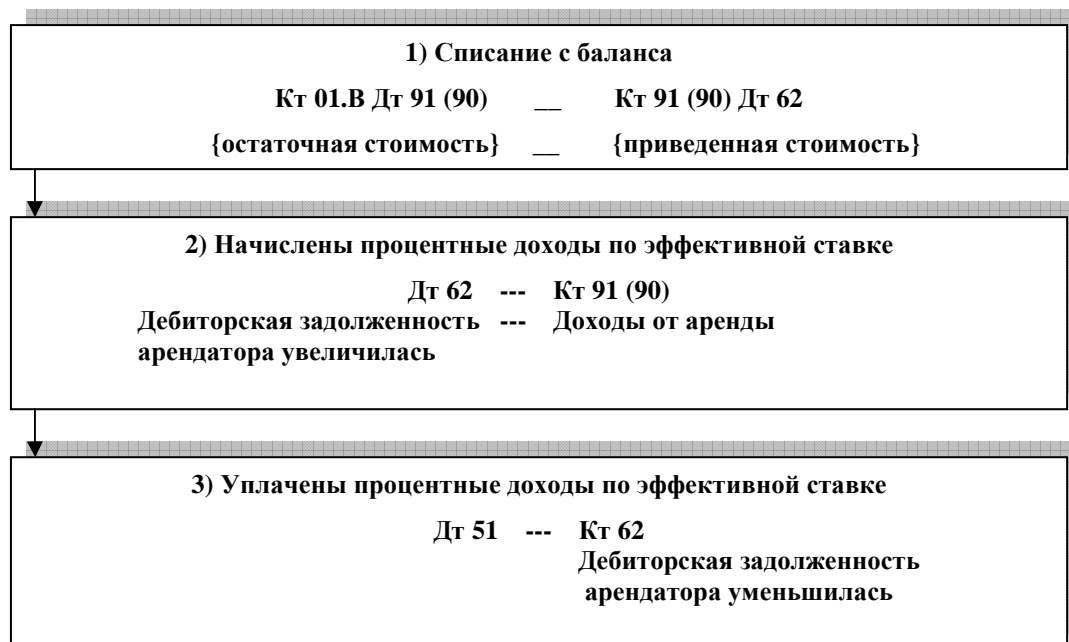 1) Списание с баланса
Кт 01.В Дт 91 (90) __ Кт 91 (90) Дт 62
{остаточная стоимость} __ {приведенная стоимость}
2) Начислены процентные доходы по эффективной ставке
Дт 62 --- Кт 91 (90)
Дебиторская задолженность --- Доходы от аренды
арендатора увеличилась
3) Уплачены процентные доходы по эффективной ставке
Дт 51 --- Кт 62
Дебиторская задолженность
арендатора уменьшилась